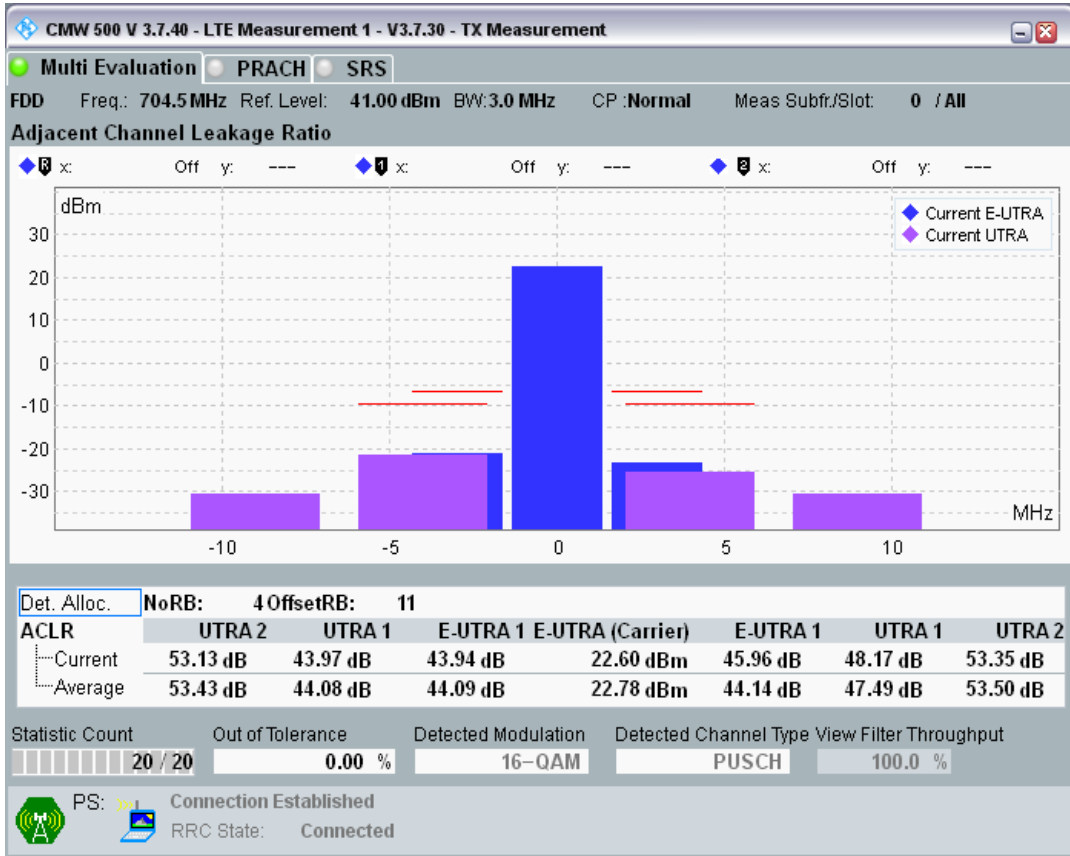 CMW 500 V 3.7.40 - LTE Measurement 1 - V3.7.30 - TX Measurement
Multi Evaluation PRACH SRS
FDD Freq.: 704.5 MHz Ref. Level: 41.00 dBm BW: 3.0 MHz CP :Normal Meas Subfr./Slot: 0 / All
Adjacent Channel Leakage Ratio
R x: Off y: --- 1 x: Off y: --- 2 x: Off y: ---
dBm
Current E-UTRA
Current UTRA
30
20
10
0
-10
-20
-30
MHz
-10 -5 0 5 10
Det. Alloc. NoRB: 4 OffsetRB: 11
ACLR UTRA 2 UTRA 1 E-UTRA 1 E-UTRA (Carrier) E-UTRA 1 UTRA 1 UTRA 2
Current 53.13 dB 43.97 dB 43.94 dB 22.60 dBm 45.96 dB 48.17 dB 53.35 dB
Average 53.43 dB 44.08 dB 44.09 dB 22.78 dBm 44.14 dB 47.49 dB 53.50 dB
Statistic Count Out of Tolerance Detected Modulation Detected Channel Type View Filter Throughput
20 / 20 0.00 % 16-QAM PUSCH 100.0 %
PS: Connection Established
RRC State: Connected